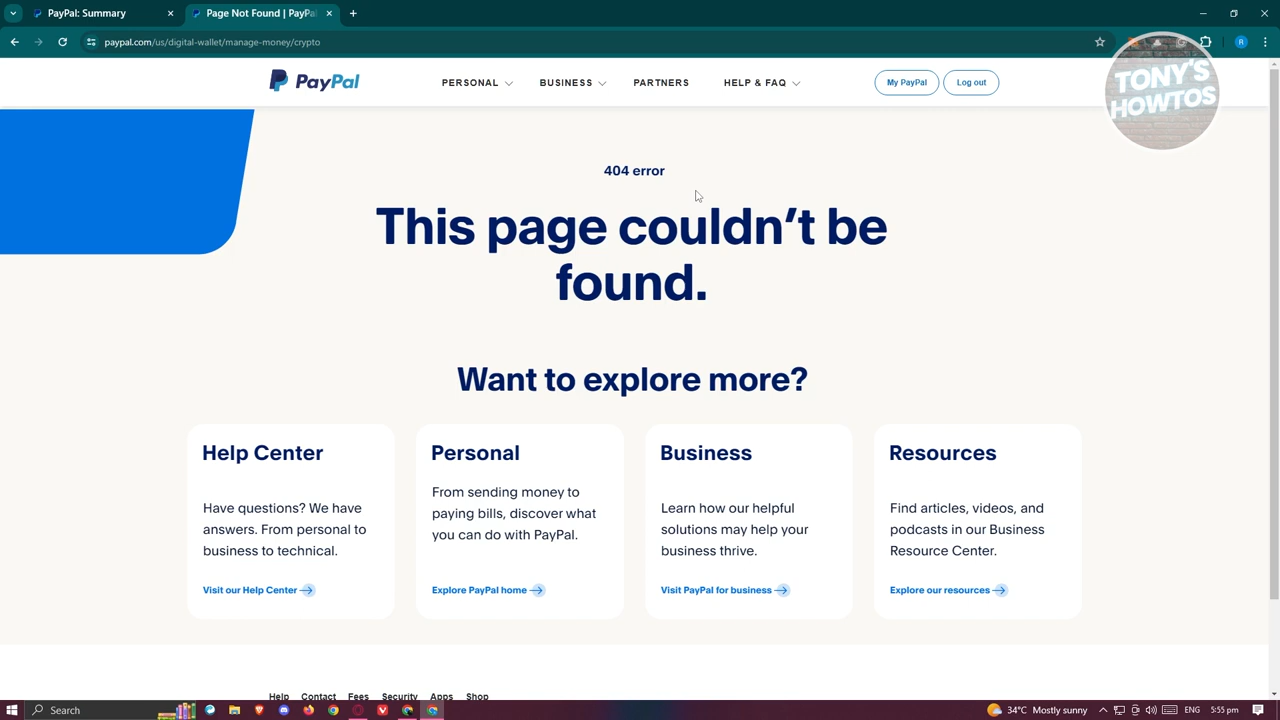 PayPal: Summary
Page Not Found | PayPal
paypal.com/us/digital-wallet/manage-money/crypto
R
PayPal
PERSONAL
BUSINESS
PARTNERS
HELP & FAQ
My PayPal
Log out
TONY'S
HOWTOS
404 error
This page couldn't be
found.
Want to explore more?
Help Center
Have questions? We have
answers. From personal to
business to technical.
Visit our Help Center
Personal
From sending money to
paying bills, discover what
you can do with PayPal.
Explore PayPal home
Business
Learn how our helpful
solutions may help your
business thrive.
Visit PayPal for business
Resources
Find articles, videos, and
podcasts in our Business
Resource Center.
Explore our resources
Help Contact Fees Security Apps Shop
Search
34°C Mostly sunny
ENG
5:55 pm